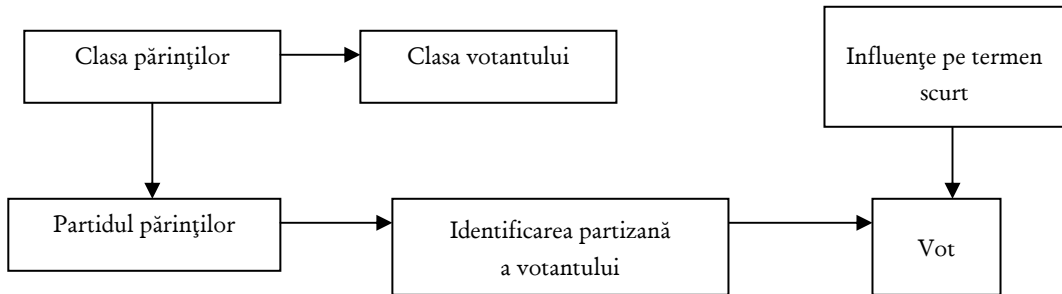 Clasa părinţilor
Clasa votantului
Influenţe pe termen
scurt
Partidul părinţilor
Identificarea partizană
a votantului
Vot